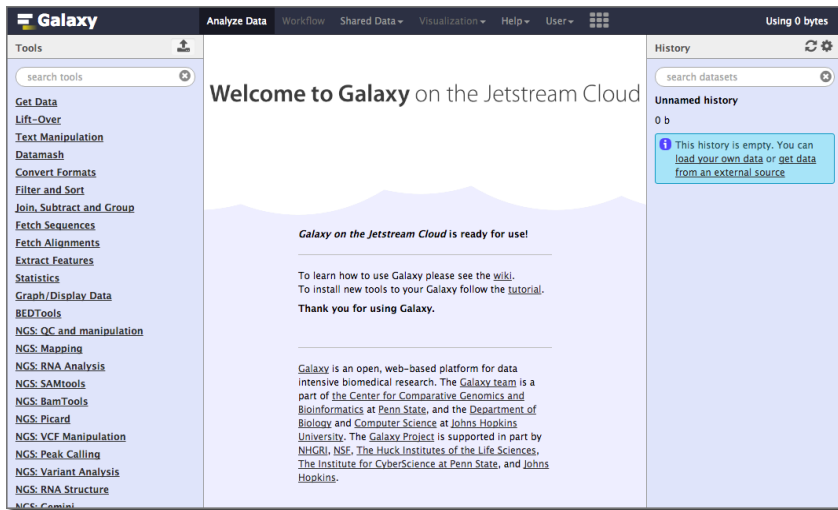 Galaxy
Analyze Data Workflow Shared Data Visualization Help User
Using 0 bytes
Tools
search tools
Get Data
Lift-Over
Text Manipulation
Datamash
Convert Formats
Filter and Sort
Join, Subtract and Group
Fetch Sequences
Fetch Alignments
Extract Features
Statistics
Graph/Display Data
BEDTools
NGS: QC and manipulation
NGS: Mapping
NGS: RNA Analysis
NGS: SAMtools
NGS: BamTools
NGS: Picard
NGS: VCF Manipulation
NGS: Peak Calling
NGS: Variant Analysis
NGS: RNA Structure
NGS: Gemini
Welcome to Galaxy on the Jetstream Cloud
Galaxy on the Jetstream Cloud is ready for use!
To learn how to use Galaxy please see the wiki.
To install new tools to your Galaxy follow the tutorial.
Thank you for using Galaxy.
Galaxy is an open, web-based platform for data
intensive biomedical research. The Galaxy team is a
part of the Center for Comparative Genomics and
Bioinformatics at Penn State, and the Department of
Biology and Computer Science at Johns Hopkins
University. The Galaxy Project is supported in part by
NHGRI, NSF, The Huck Institutes of the Life Sciences,
The Institute for CyberScience at Penn State, and Johns
Hopkins.
History
search datasets
Unnamed history
0 b
This history is empty. You can
load your own data or get data
from an external source